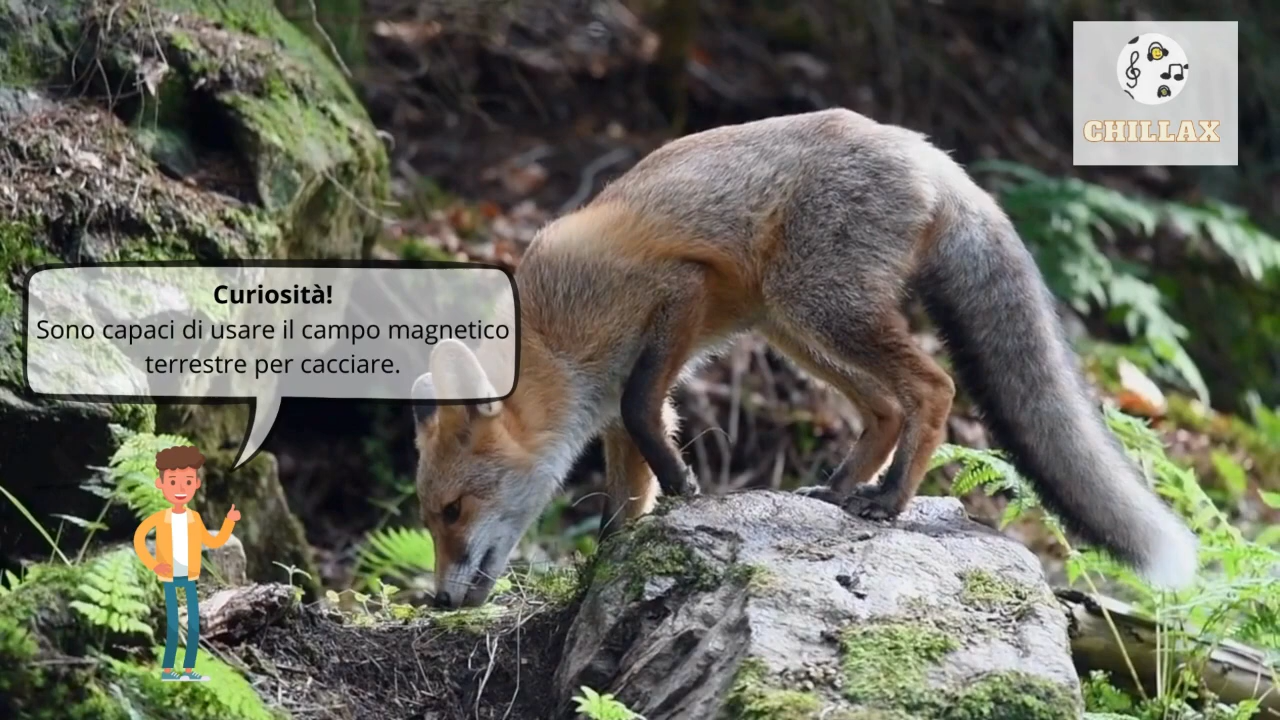 CHILLAX
Curiosità!
Sono capaci di usare il campo magnetico
terrestre per cacciare.